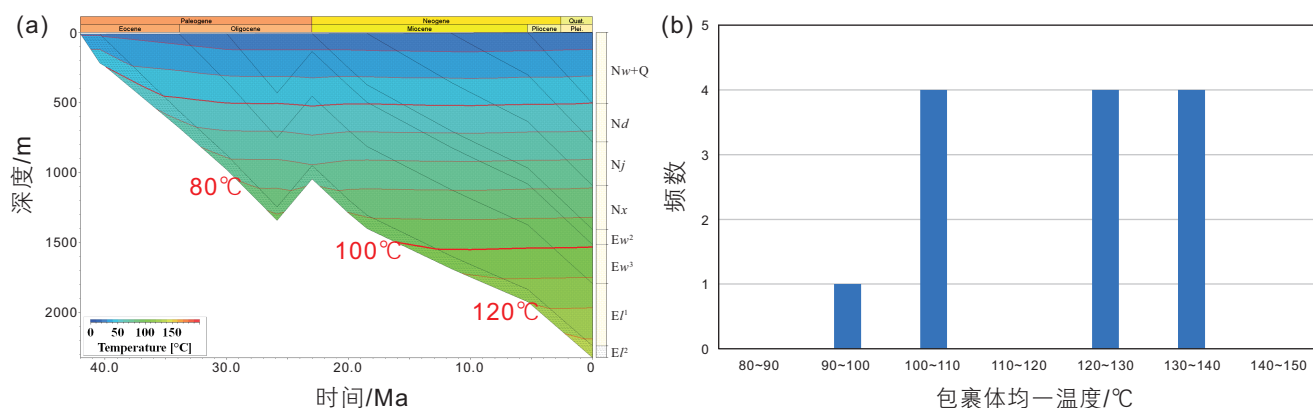 (a)
Paleogene Neogene Quat.
Eocene Oligocene Miocene Pliocene Plei.
0
500
1000
1500
2000
深度/m
80℃
100℃
120℃
Nw+Q
Nd
Nj
Nx
Ew²
Ew³
El¹
El²
0 50 100 150
Temperature [°C]
40.0 30.0 20.0 10.0 0
时间/Ma
(b)
5
4
3
2
1
0
频数
80~90 90~100 100~110 110~120 120~130 130~140 140~150
包裹体均一温度/℃